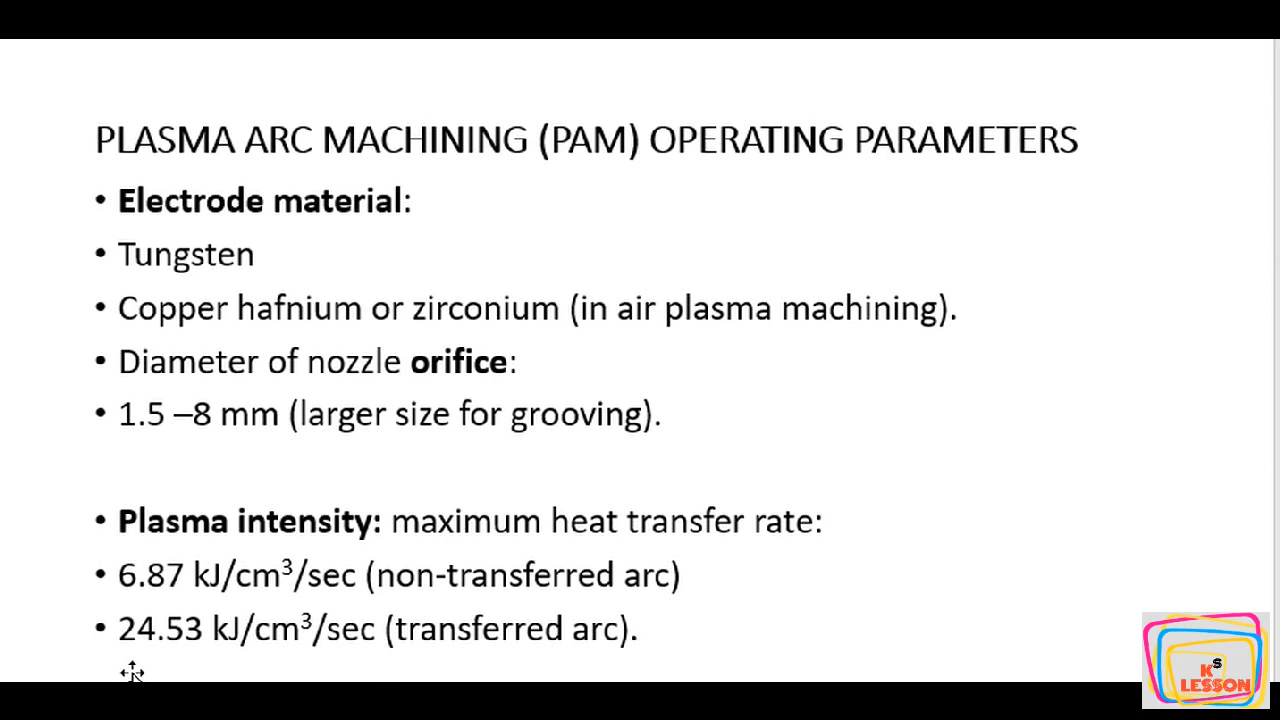 PLASMA ARC MACHINING (PAM) OPERATING PARAMETERS
• Electrode material:
• Tungsten
• Copper hafnium or zirconium (in air plasma machining).
• Diameter of nozzle orifice:
• 1.5 –8 mm (larger size for grooving).
• Plasma intensity: maximum heat transfer rate:
• 6.87 kJ/cm³/sec (non-transferred arc)
• 24.53 kJ/cm³/sec (transferred arc).
KS
LESSON